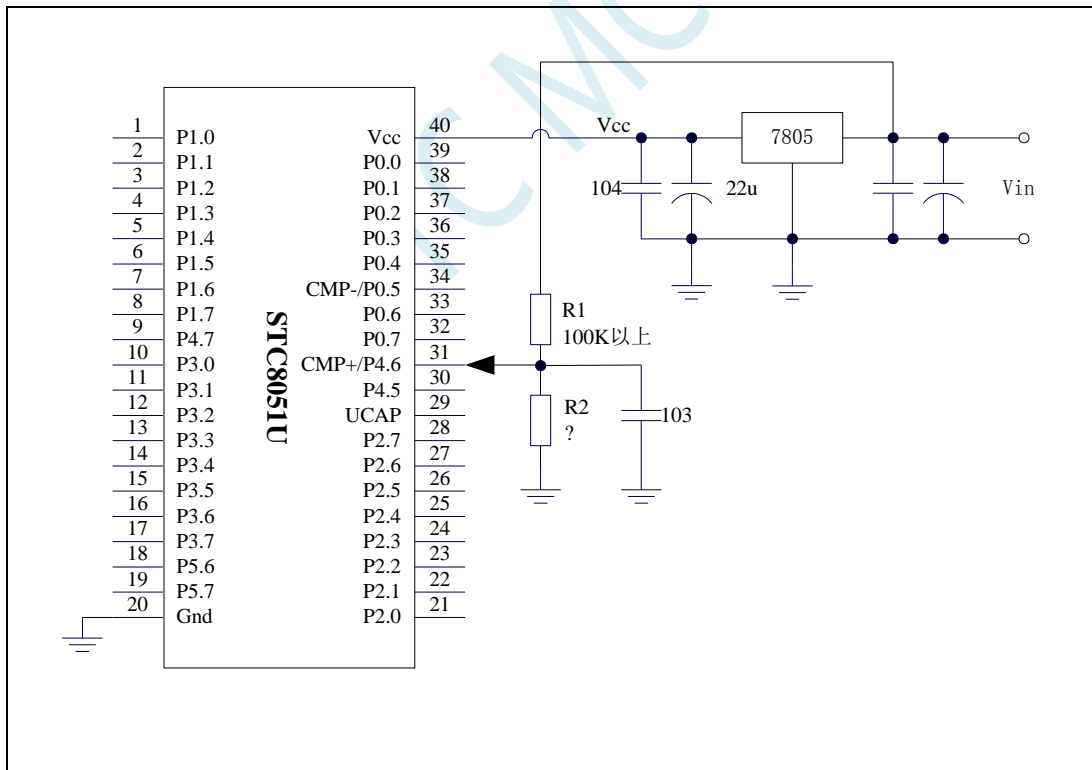 STC MCU
1 P1.0
2 P1.1
3 P1.2
4 P1.3
5 P1.4
6 P1.5
7 P1.6
8 P1.7
9 P4.7
10 P3.0
11 P3.1
12 P3.2
13 P3.3
14 P3.4
15 P3.5
16 P3.6
17 P3.7
18 P5.6
19 P5.7
20 Gnd
STC8051U
Vcc 40
P0.0 39
P0.1 38
P0.2 37
P0.3 36
P0.4 35
CMP-/P0.5 34
P0.6 33
P0.7 32
CMP+/P4.6 31
P4.5 30
UCAP 29
P2.7 28
P2.6 27
P2.5 26
P2.4 25
P2.3 24
P2.2 23
P2.1 22
P2.0 21
Vcc
7805
104
22u
Vin
R1
100K以上
R2
?
103